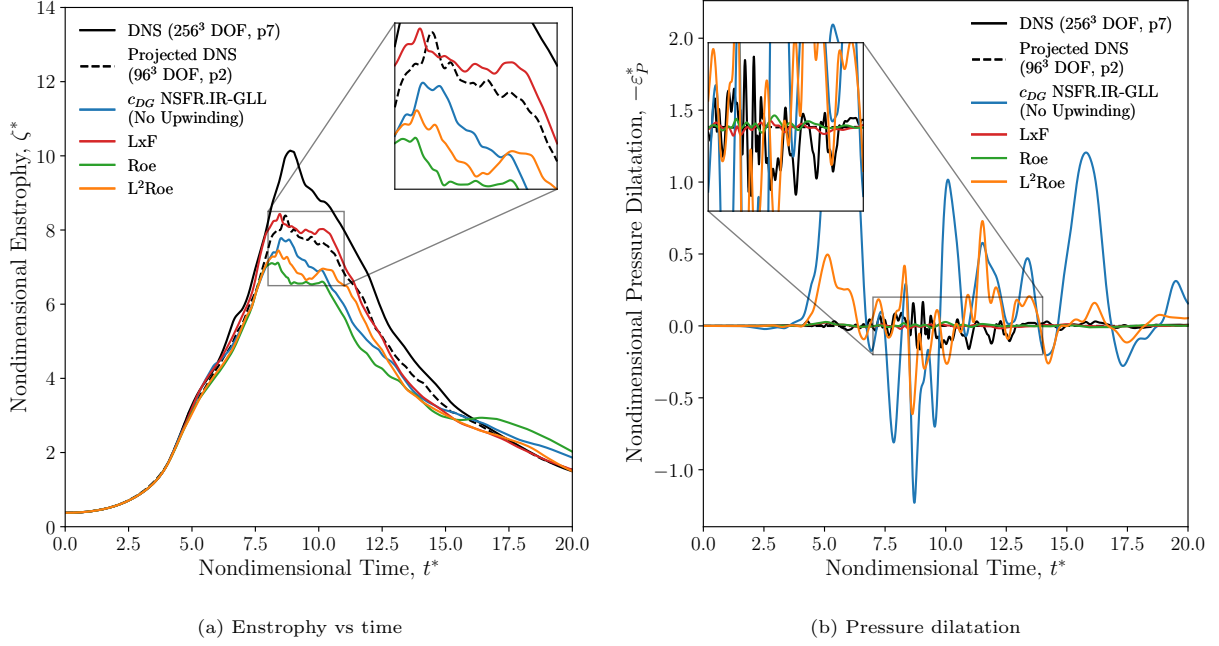 14
12
10
8
6
4
2
0
0.0
2.5
5.0
7.5
10.0
12.5
15.0
17.5
20.0
Nondimensional Enstrophy, ζ*
Nondimensional Time, t*
DNS (256³ DOF, p7)
Projected DNS
(96³ DOF, p2)
c_DG NSFR.IR-GLL
(No Upwinding)
LxF
Roe
L²Roe
(a) Enstrophy vs time
2.0
1.5
1.0
0.5
0.0
−0.5
−1.0
0.0
2.5
5.0
7.5
10.0
12.5
15.0
17.5
20.0
Nondimensional Pressure Dilatation, −ε*_P
Nondimensional Time, t*
DNS (256³ DOF, p7)
Projected DNS
(96³ DOF, p2)
c_DG NSFR.IR-GLL
(No Upwinding)
LxF
Roe
L²Roe
(b) Pressure dilatation